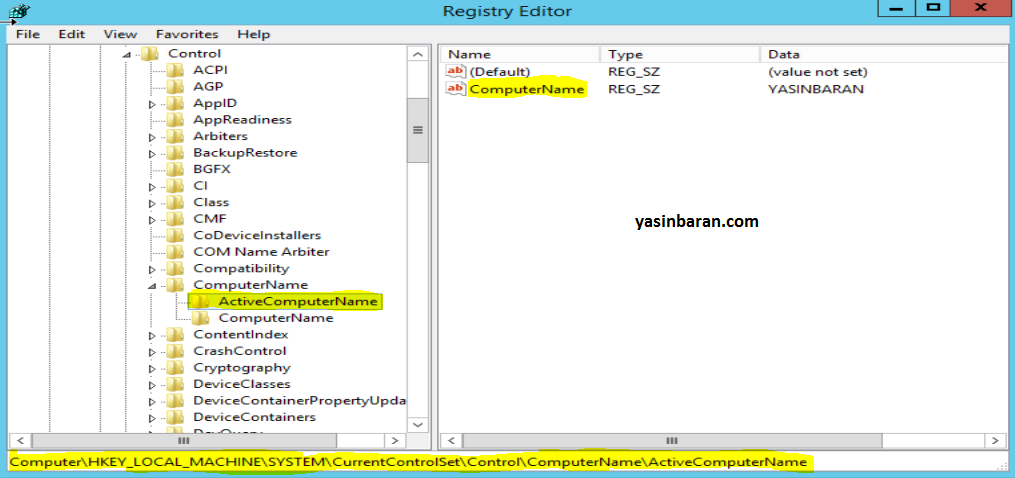 Registry Editor
File Edit View Favorites Help
Control
ACPI
AGP
AppID
AppReadiness
Arbiters
BackupRestore
BGFX
CI
Class
CMF
CoDeviceInstallers
COM Name Arbiter
Compatibility
ComputerName
ActiveComputerName
ComputerName
ContentIndex
CrashControl
Cryptography
DeviceClasses
DeviceContainerPropertyUpda
DeviceContainers
Name Type Data
ab (Default) REG_SZ (value not set)
ab ComputerName REG_SZ YASINBARAN
yasinbaran.com
Computer\HKEY_LOCAL_MACHINE\SYSTEM\CurrentControlSet\Control\ComputerName\ActiveComputerName